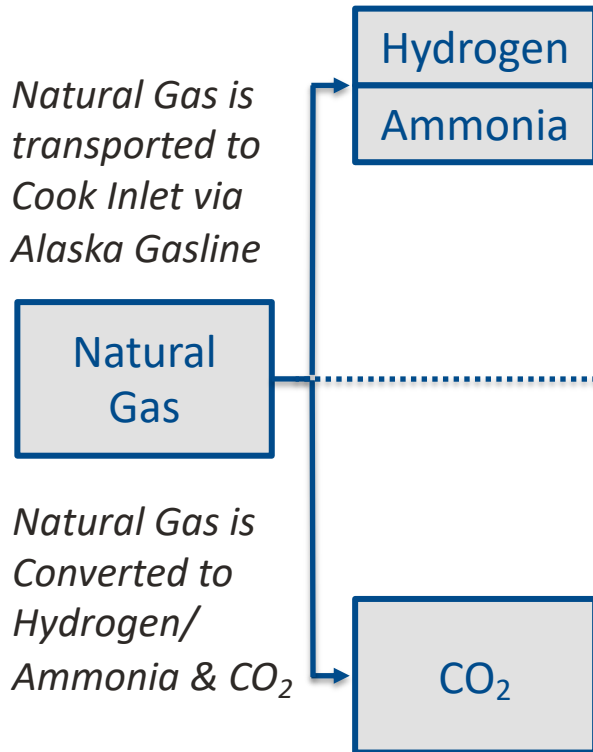 Natural Gas is
transported to
Cook Inlet via
Alaska Gasline
Hydrogen
Ammonia
Natural
Gas
Natural Gas is
Converted to
Hydrogen/
Ammonia & CO₂
CO₂